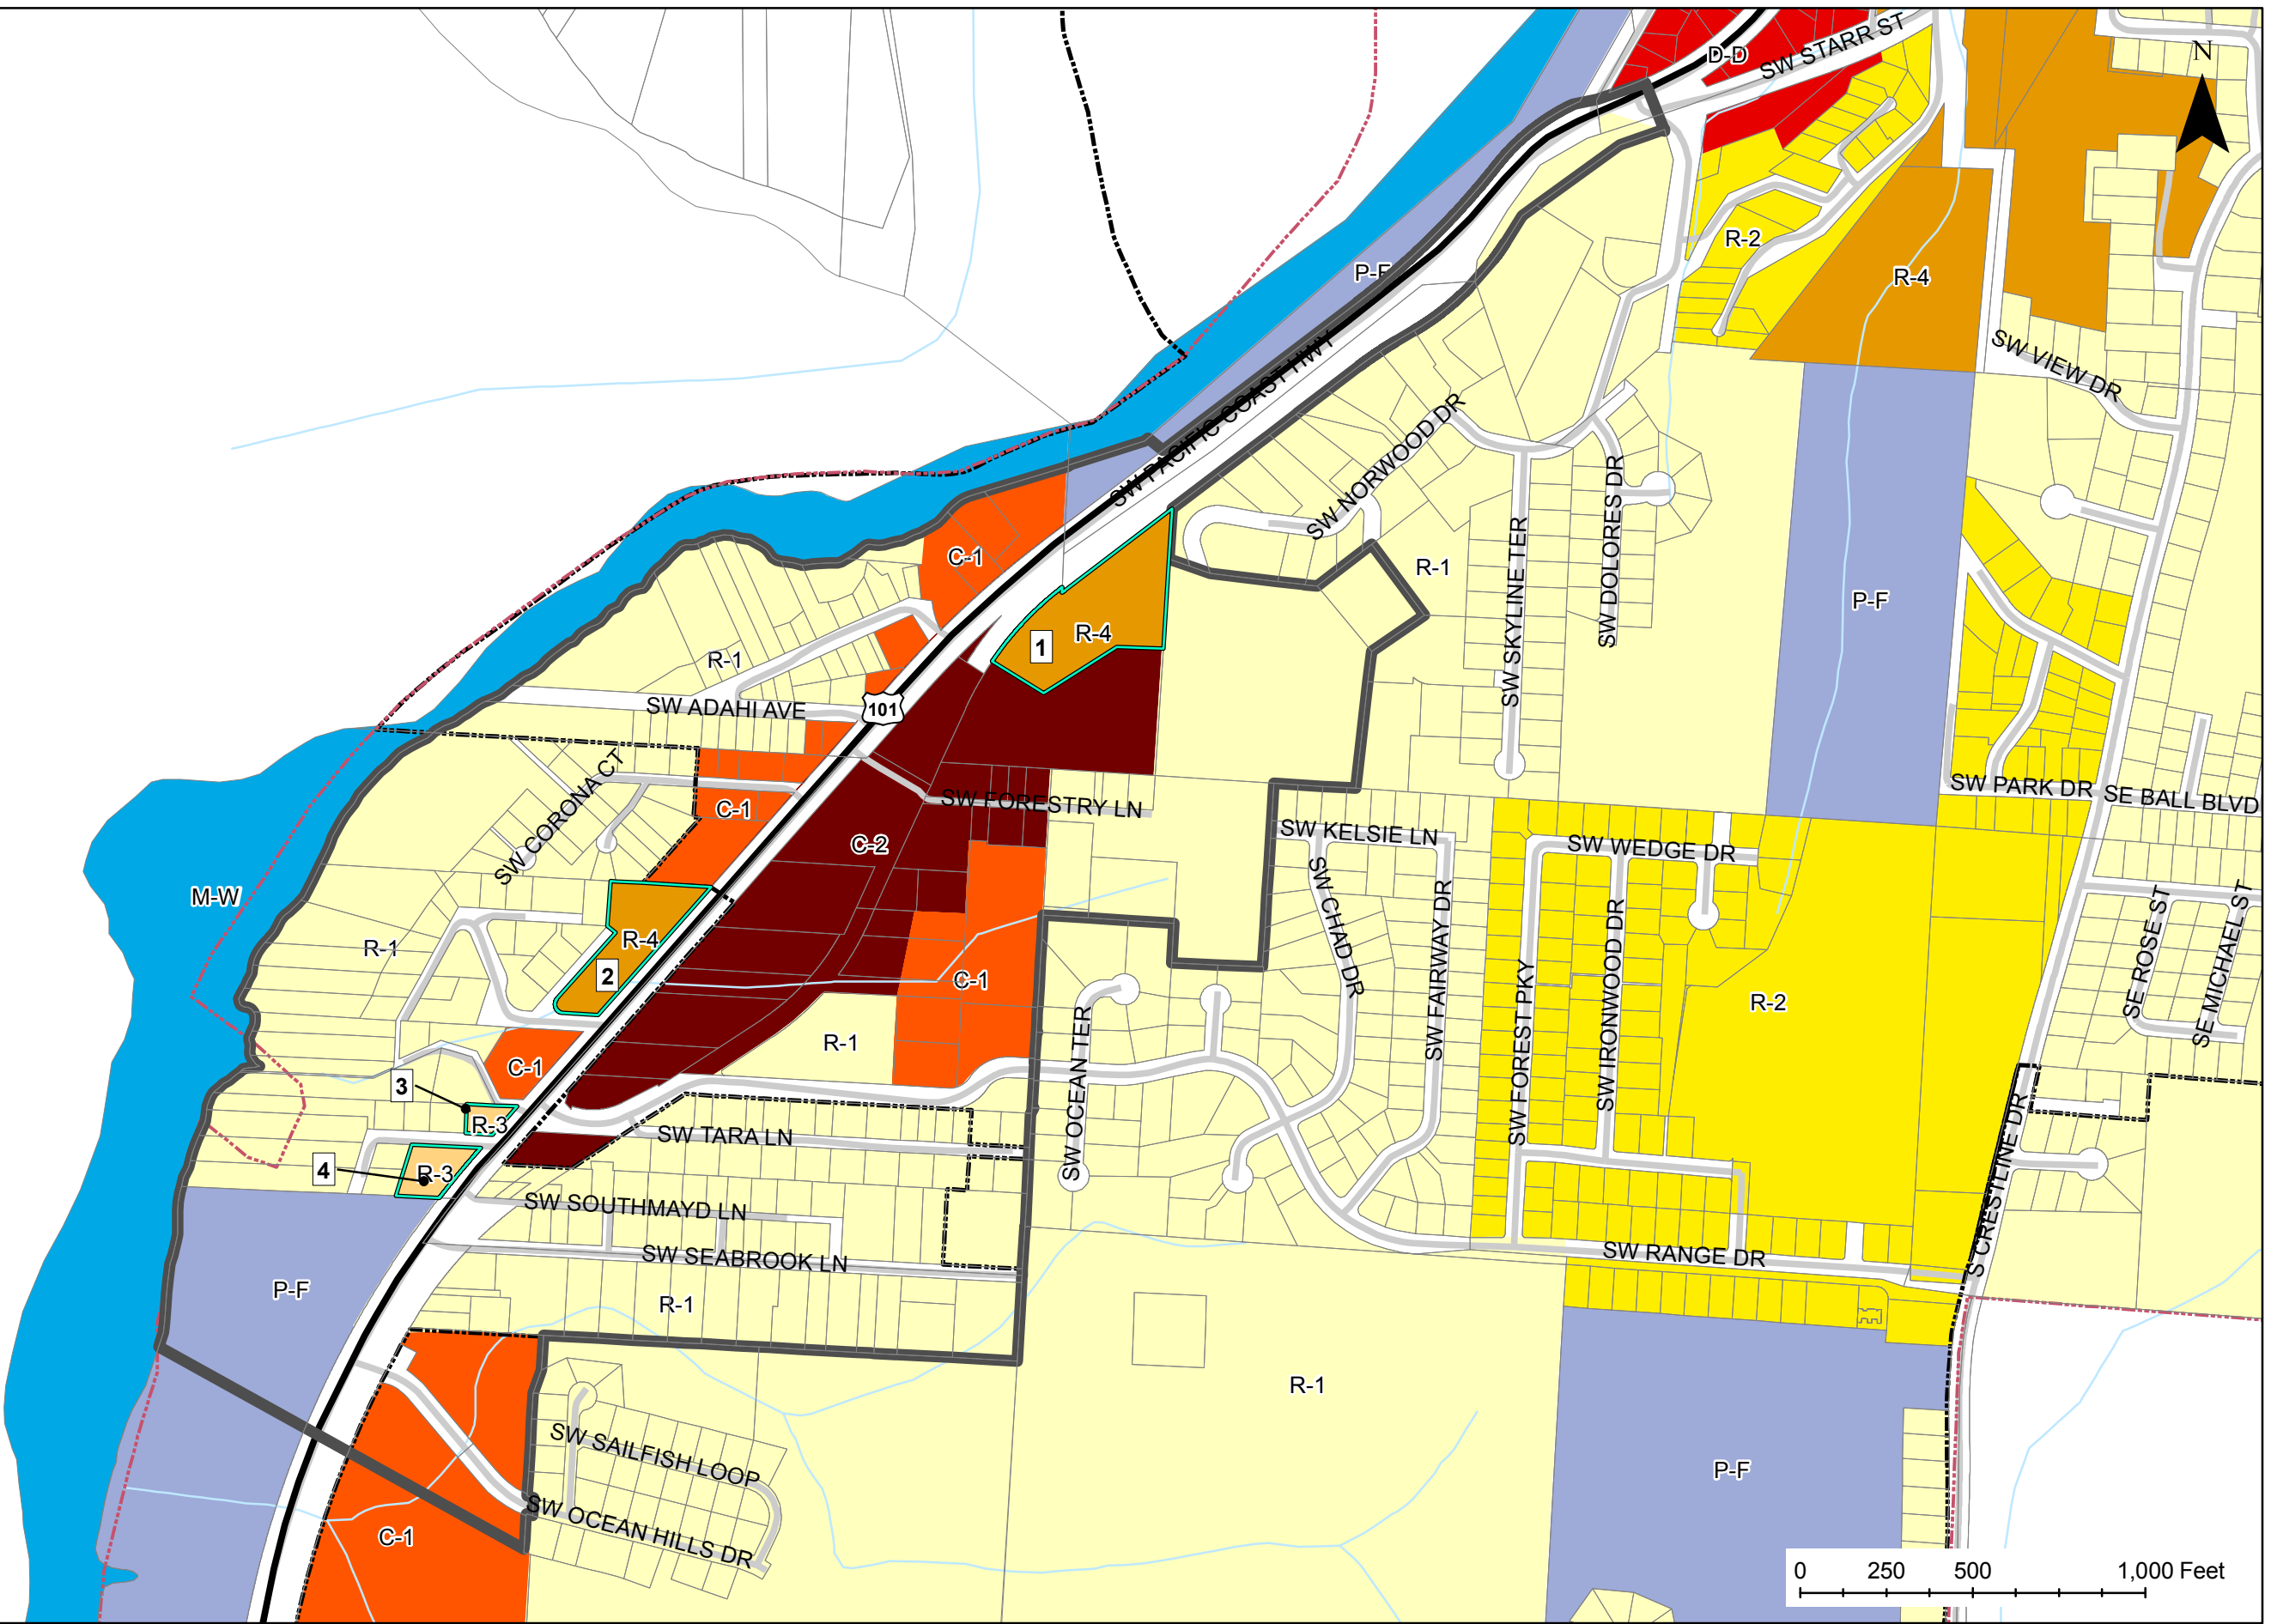 D-D
SW STARR ST
N
R-2
P-F
R-4
SW VIEW DR
SW PACIFIC COAST HWY
SW NORWOOD DR
SW DOLORES DR
SW SKYLINE TER
C-1
R-1
P-F
1
R-4
R-1
SW ADAHI AVE
101
SW CORONA CT
C-1
SW FORESTRY LN
SW PARK DR
SE BALL BLVD
C-2
SW KELSIE LN
SW WEDGE DR
M-W
SW CHAD DR
SW FAIRWAY DR
SW FOREST PKY
SW IRONWOOD DR
SE ROSE ST
SE MICHAEL ST
R-1
R-4
2
C-1
R-2
R-1
SW OCEAN TER
C-1
3
R-3
SW TARA LN
4
R-3
SW SOUTHMAYD LN
S CRESTLINE DR
SW SEABROOK LN
SW RANGE DR
P-F
R-1
R-1
SW SAILFISH LOOP
P-F
SW OCEAN HILLS DR
C-1
0 250 500 1,000 Feet